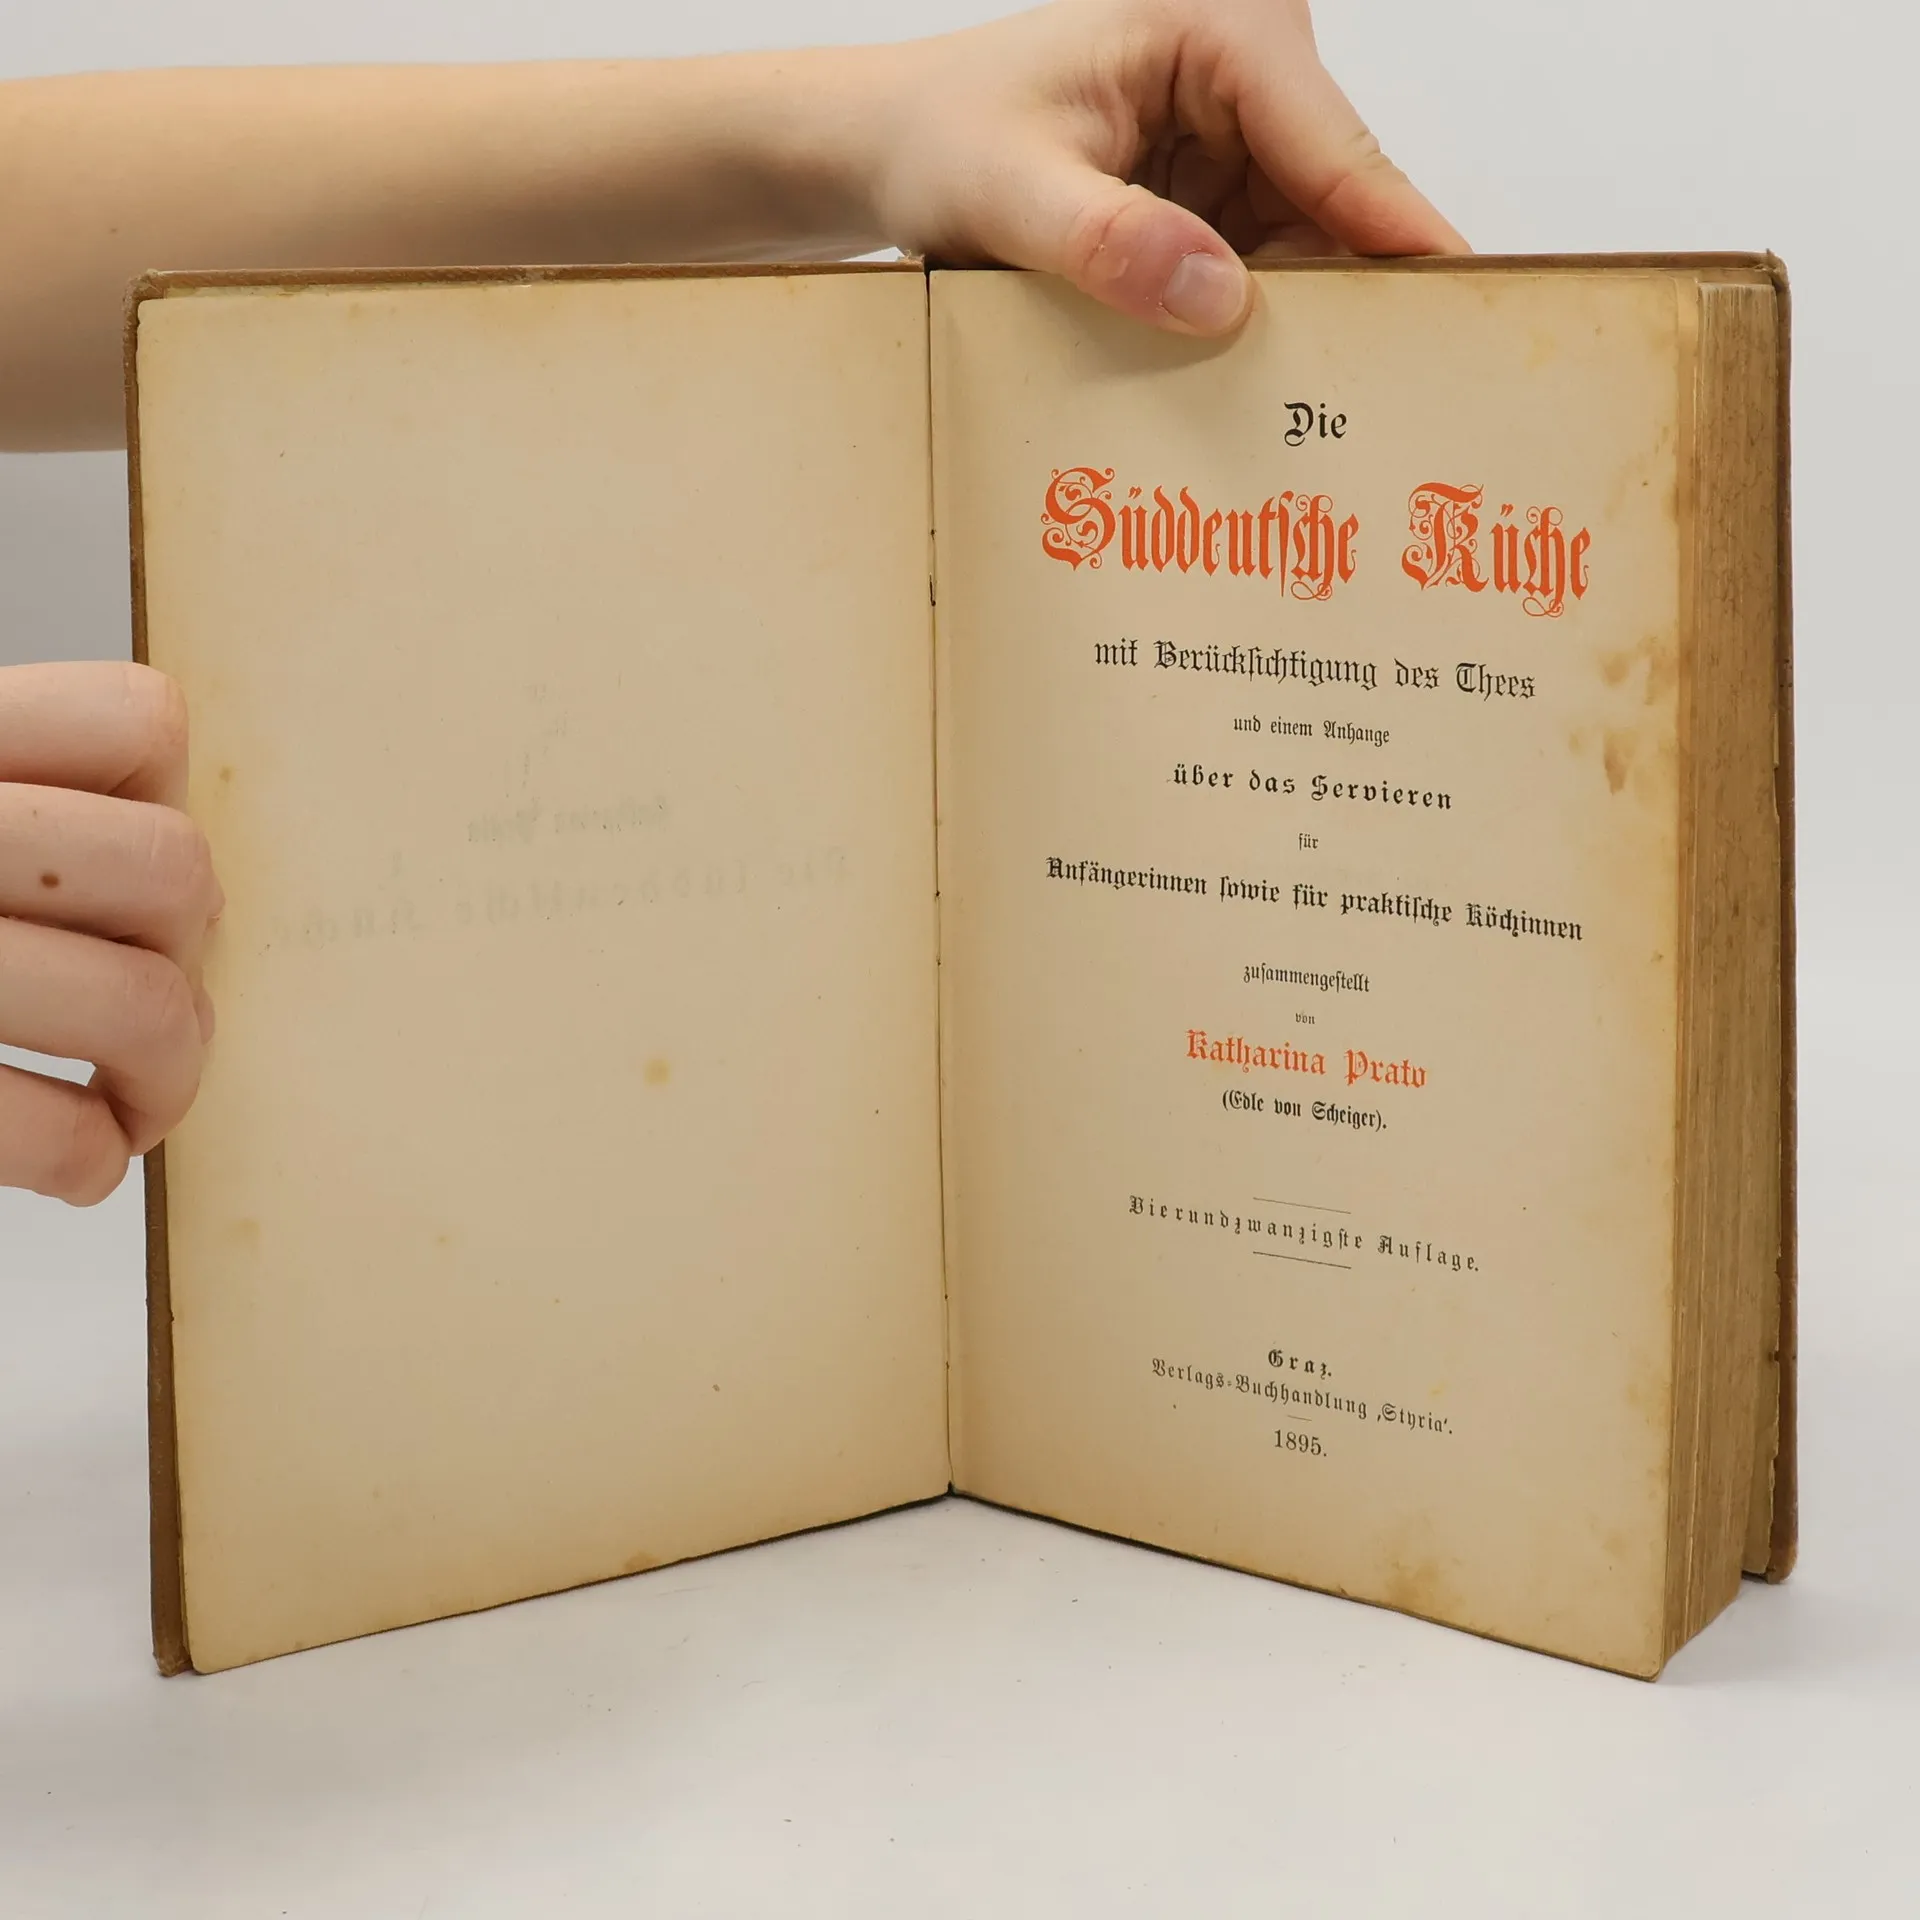 Die
Süddeutsche Küche
mit Berücksichtigung des Thees
und einem Anhange
über das Servieren
für
Anfängerinnen sowie für praktische Köchinnen
zusammengestellt
von
Katharina Prato
(Edle von Scheiger).
Vierundzwanzigste Auflage.
Graz.
Verlags-Buchhandlung ‚Styria‘.
1895.